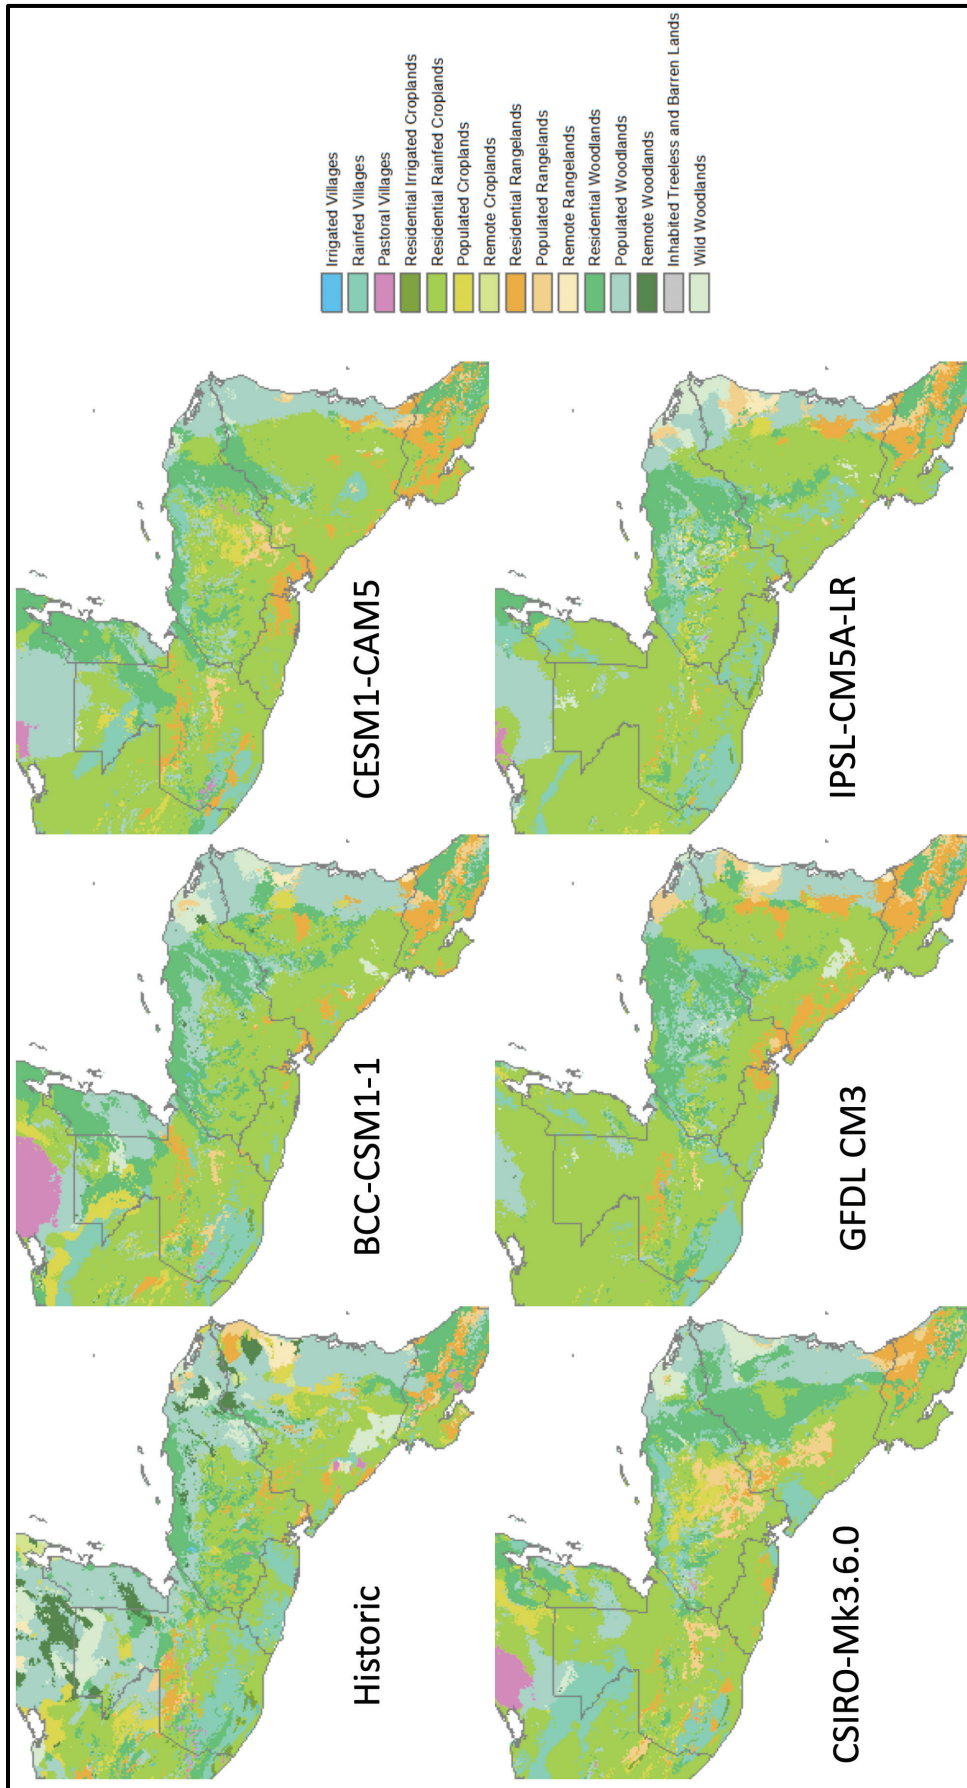 Historic
BCC-CSM1-1
CESM1-CAM5
CSIRO-Mk3.6.0
GFDL CM3
IPSL-CM5A-LR
Irrigated Villages
Rainfed Villages
Pastoral Villages
Residential Irrigated Croplands
Residential Rainfed Croplands
Populated Croplands
Remote Croplands
Residential Rangelands
Populated Rangelands
Remote Rangelands
Residential Woodlands
Populated Woodlands
Remote Woodlands
Inhabited Treeless and Barren Lands
Wild Woodlands